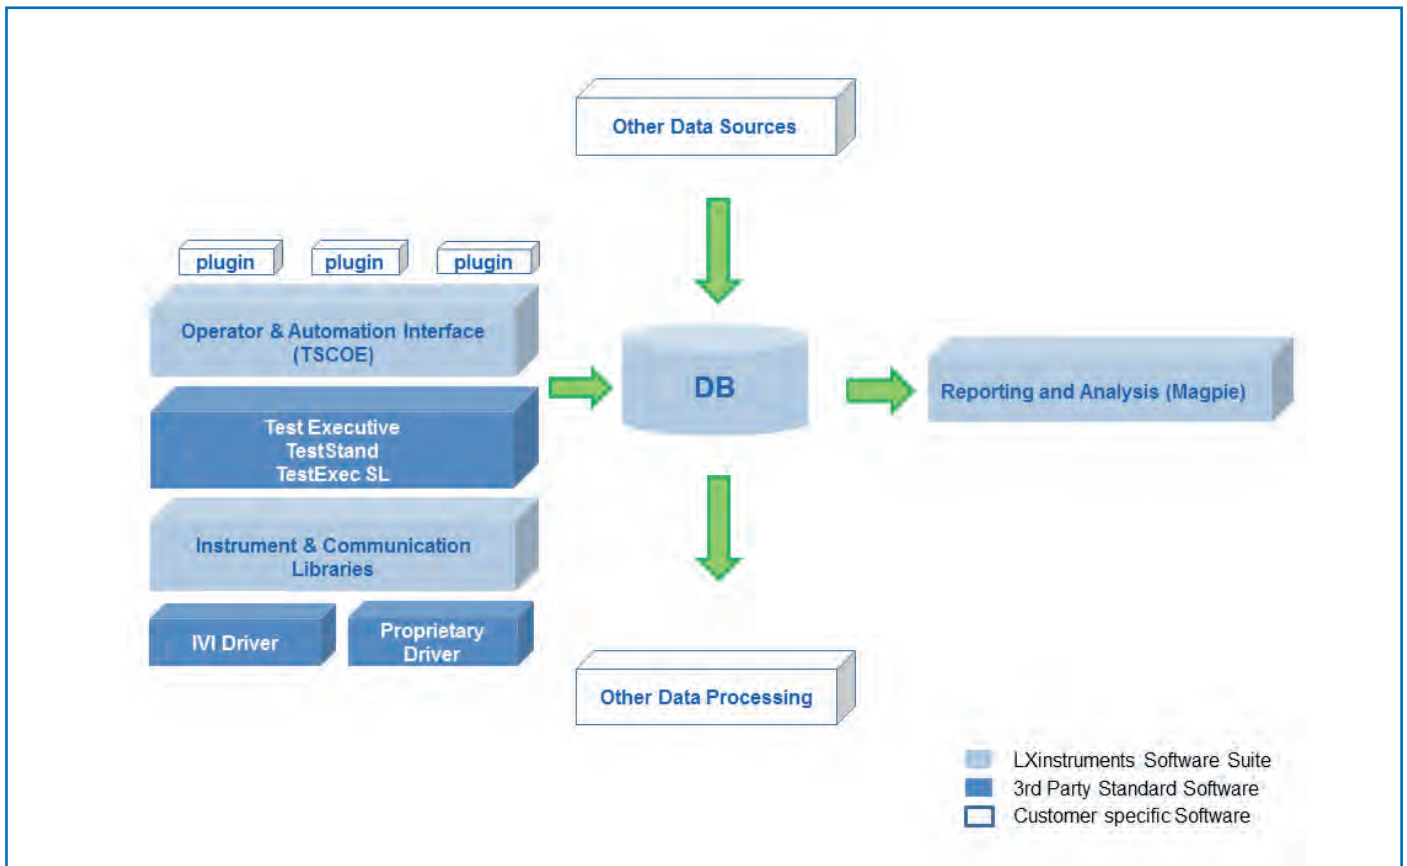 Other Data Sources
plugin
plugin
plugin
Operator & Automation Interface
(TSCOE)
Test Executive
TestStand
TestExec SL
Instrument & Communication
Libraries
IVI Driver
Proprietary
Driver
DB
Reporting and Analysis (Magpie)
Other Data Processing
LXinstruments Software Suite
3rd Party Standard Software
Customer specific Software